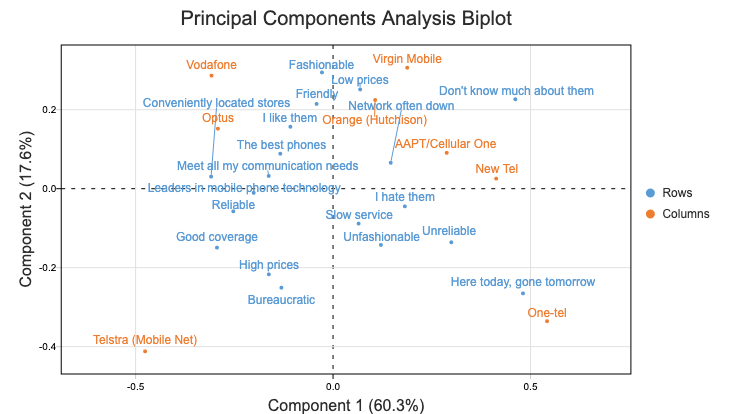 Principal Components Analysis Biplot
Vodafone
Fashionable
Virgin Mobile
Low prices
Don't know much about them
Friendly
Conveniently located stores
Network often down
0.2
Optus
I like them
Orange (Hutchison)
The best phones
AAPT/Cellular One
Meet all my communication needs
New Tel
0.0
Leaders in mobile phone technology
I hate them
Reliable
Slow service
Good coverage
Unfashionable
Unreliable
-0.2
High prices
Here today, gone tomorrow
Bureaucratic
One-tel
Telstra (Mobile Net)
-0.4
-0.5
0.0
0.5
Component 1 (60.3%)
Component 2 (17.6%)
Rows
Columns